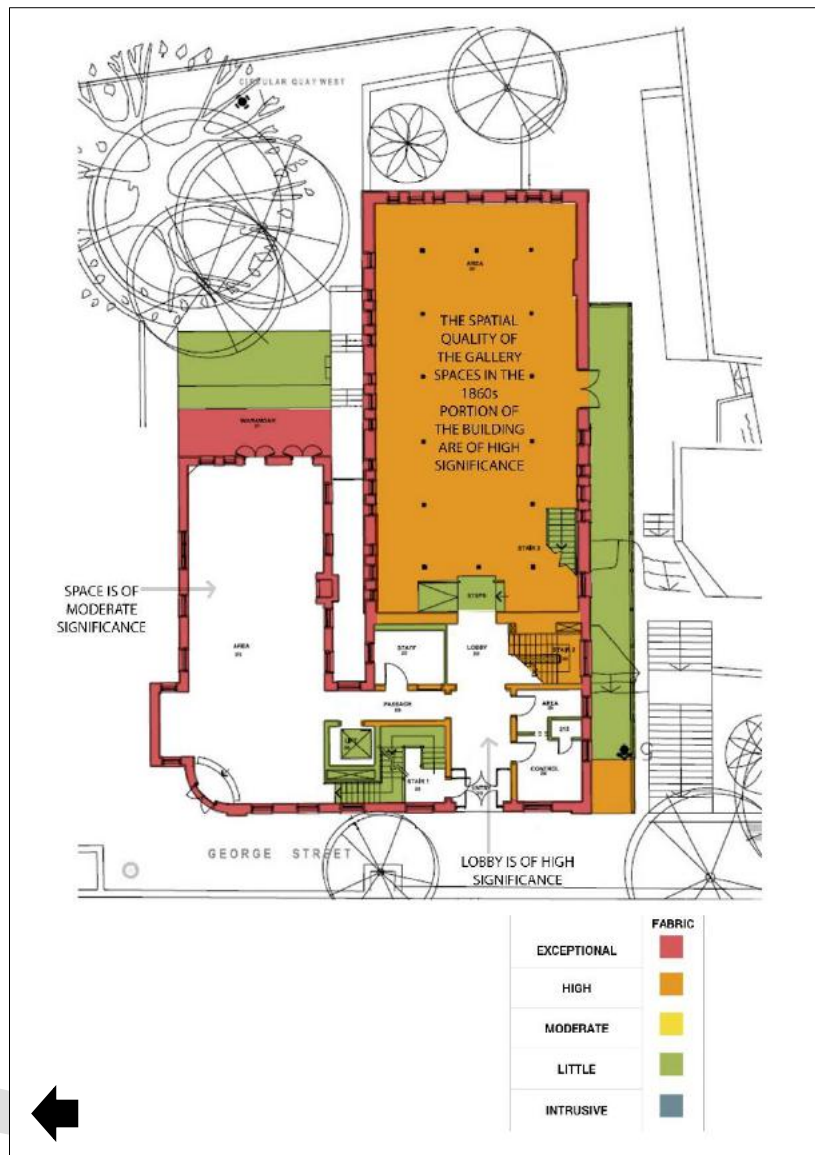 CIRCULAR QUAY WEST
AREA
THE SPATIAL
QUALITY OF
THE GALLERY
SPACES IN THE
1860s
PORTION OF
THE BUILDING
ARE OF HIGH
SIGNIFICANCE
VERANDAH
STAIR 3
SPACE IS OF
MODERATE
SIGNIFICANCE
STEPS
AREA
STAFF
LOBBY
STAIR 2
PASSAGE
AREA
LIFT
CONTROL
STAIR 1
ENTRY
GEORGE STREET
LOBBY IS OF HIGH
SIGNIFICANCE
FABRIC
EXCEPTIONAL
HIGH
MODERATE
LITTLE
INTRUSIVE